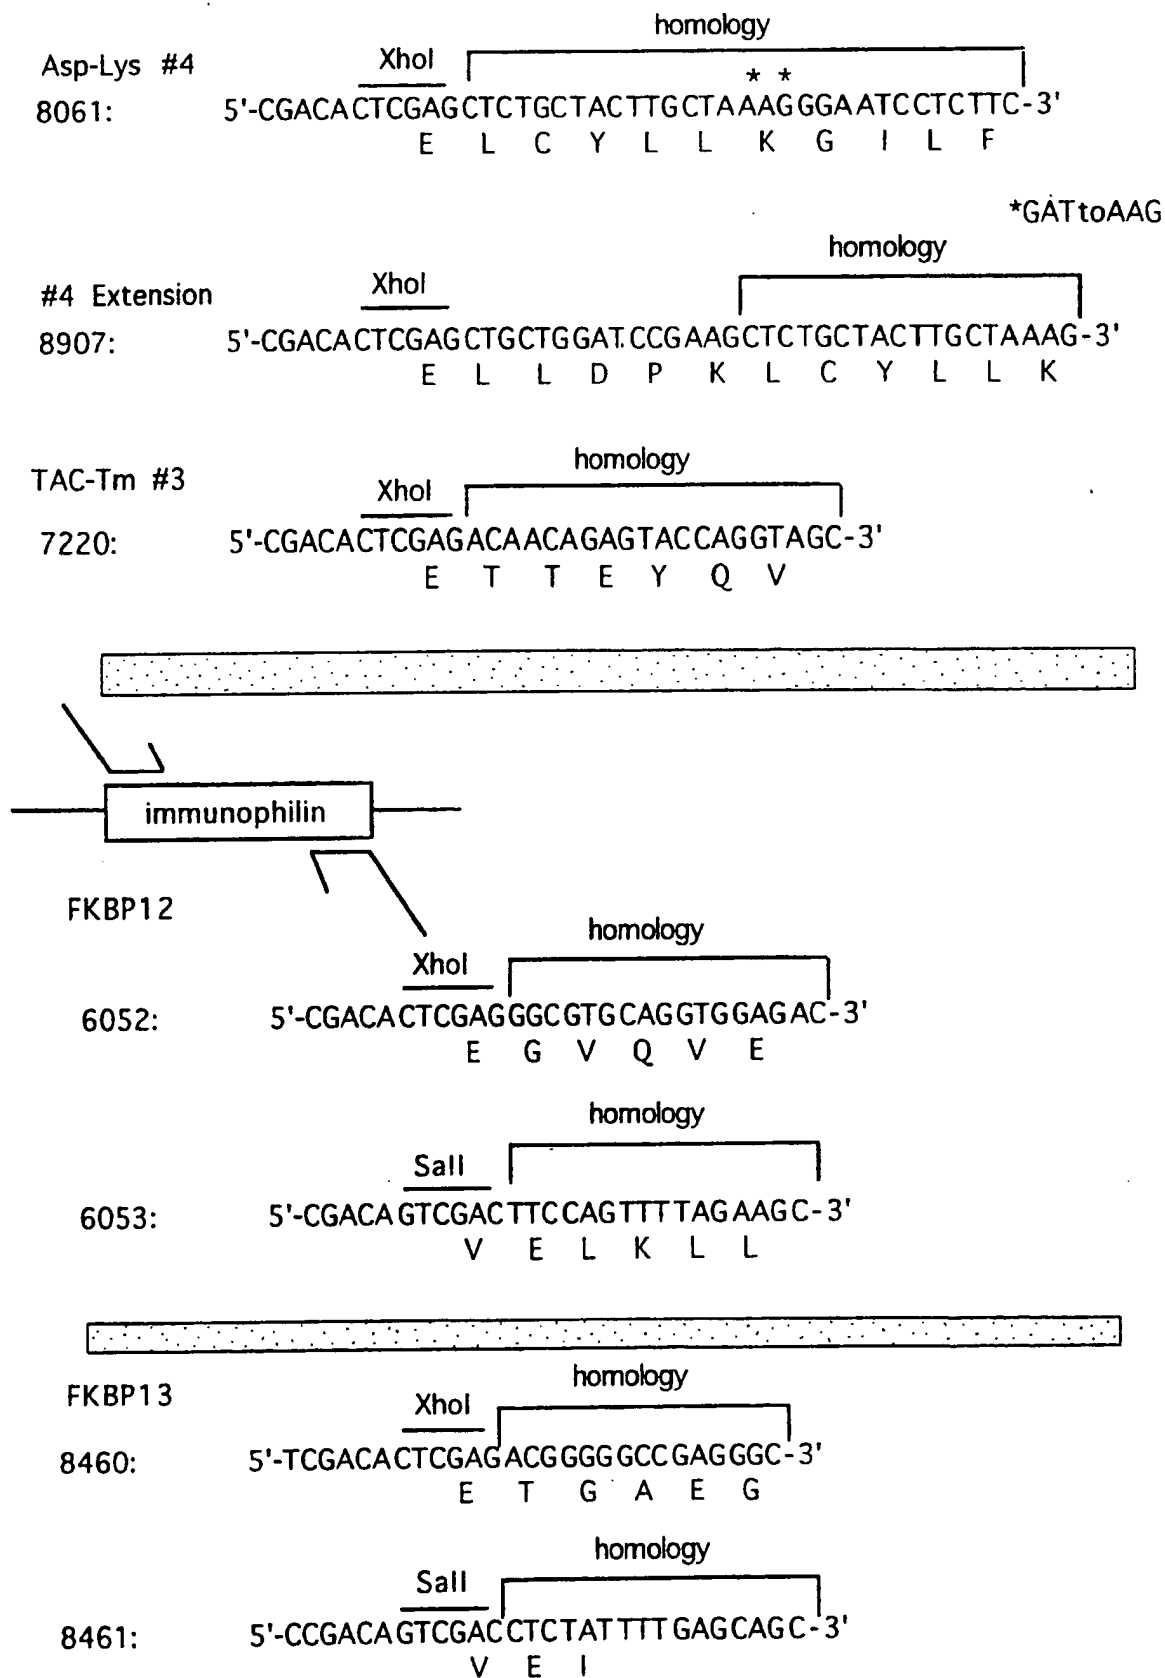 homology
Asp-Lys #4
XhoI
* *
8061: 5'-CGACACTCGAGCTCTGCTACTTGCTAAAGGGAATCCTCTTC-3'
E L C Y L L K G I L F
*GATtoAAG
homology
#4 Extension
XhoI
8907: 5'-CGACACTCGAGCTGCTGGATCCGAAGCTCTGCTACTTGCTAAAG-3'
E L L D P K L C Y L L K
homology
TAC-Tm #3
XhoI
7220: 5'-CGACACTCGAGACAACAGAGTACCAGGTAGC-3'
E T T E Y Q V
immunophilin
FKBP12
homology
XhoI
6052: 5'-CGACACTCGAGGGCGTGCAGGTGGAGAC-3'
E G V Q V E
homology
SalI
6053: 5'-CGACAGTCGACTTCCAGTTTTAGAAGC-3'
V E L K L L
homology
FKBP13
XhoI
8460: 5'-TCGACACTCGAGACGGGGGCCGAGGGC-3'
E T G A E G
homology
SalI
8461: 5'-CCGACAGTCGACCTCTATTTTGAGCAGC-3'
V E I